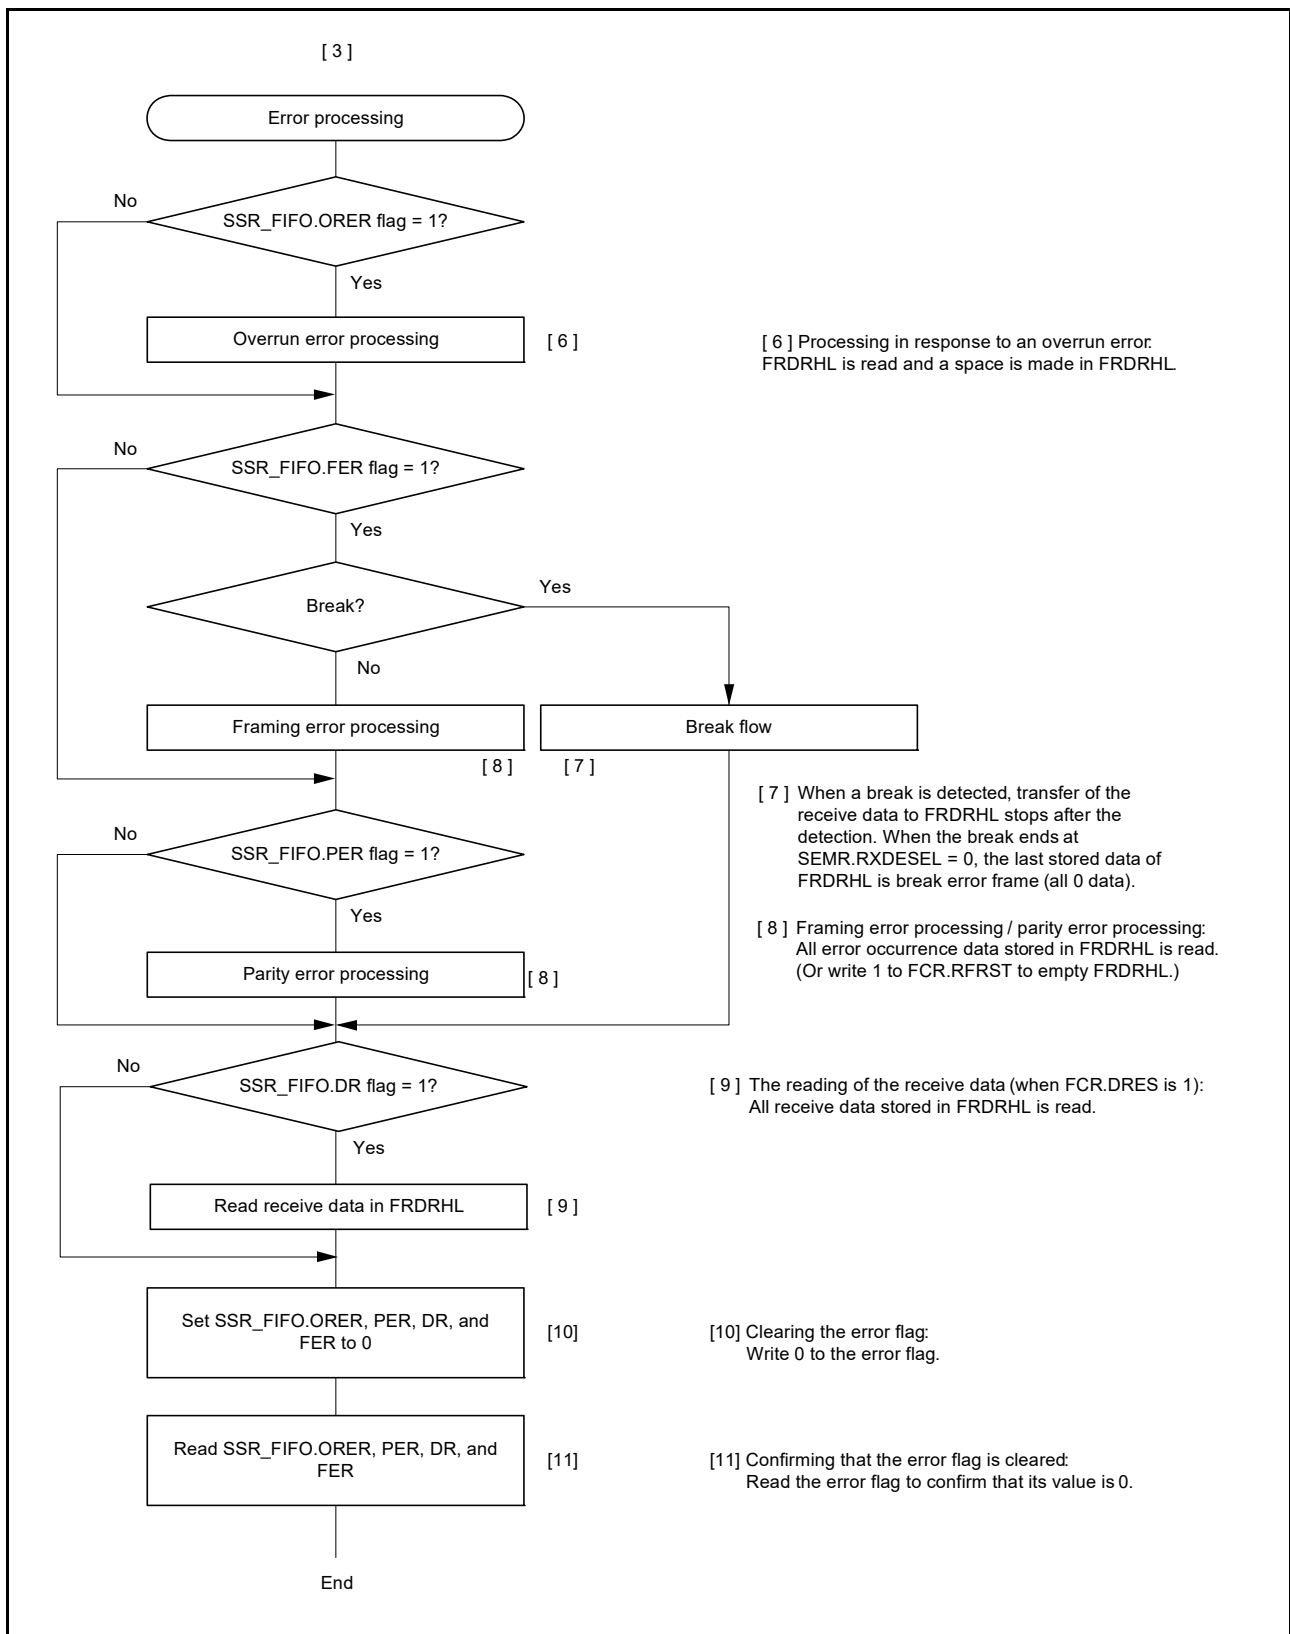 [ 3 ]
Error processing
No
SSR_FIFO.ORER flag = 1?
Yes
Overrun error processing
[ 6 ]
[ 6 ] Processing in response to an overrun error:
FRDRHL is read and a space is made in FRDRHL.
No
SSR_FIFO.FER flag = 1?
Yes
Break?
Yes
No
Framing error processing
Break flow
[ 8 ]
[ 7 ]
[ 7 ] When a break is detected, transfer of the
receive data to FRDRHL stops after the
detection. When the break ends at
SEMR.RXDESEL = 0, the last stored data of
FRDRHL is break error frame (all 0 data).
No
SSR_FIFO.PER flag = 1?
Yes
[ 8 ] Framing error processing / parity error processing:
All error occurrence data stored in FRDRHL is read.
(Or write 1 to FCR.RFRST to empty FRDRHL.)
Parity error processing
[ 8 ]
No
SSR_FIFO.DR flag = 1?
Yes
[ 9 ] The reading of the receive data (when FCR.DRES is 1):
All receive data stored in FRDRHL is read.
Read receive data in FRDRHL
[ 9 ]
Set SSR_FIFO.ORER, PER, DR, and
FER to 0
[10]
[10] Clearing the error flag:
Write 0 to the error flag.
Read SSR_FIFO.ORER, PER, DR, and
FER
[11]
[11] Confirming that the error flag is cleared:
Read the error flag to confirm that its value is 0.
End